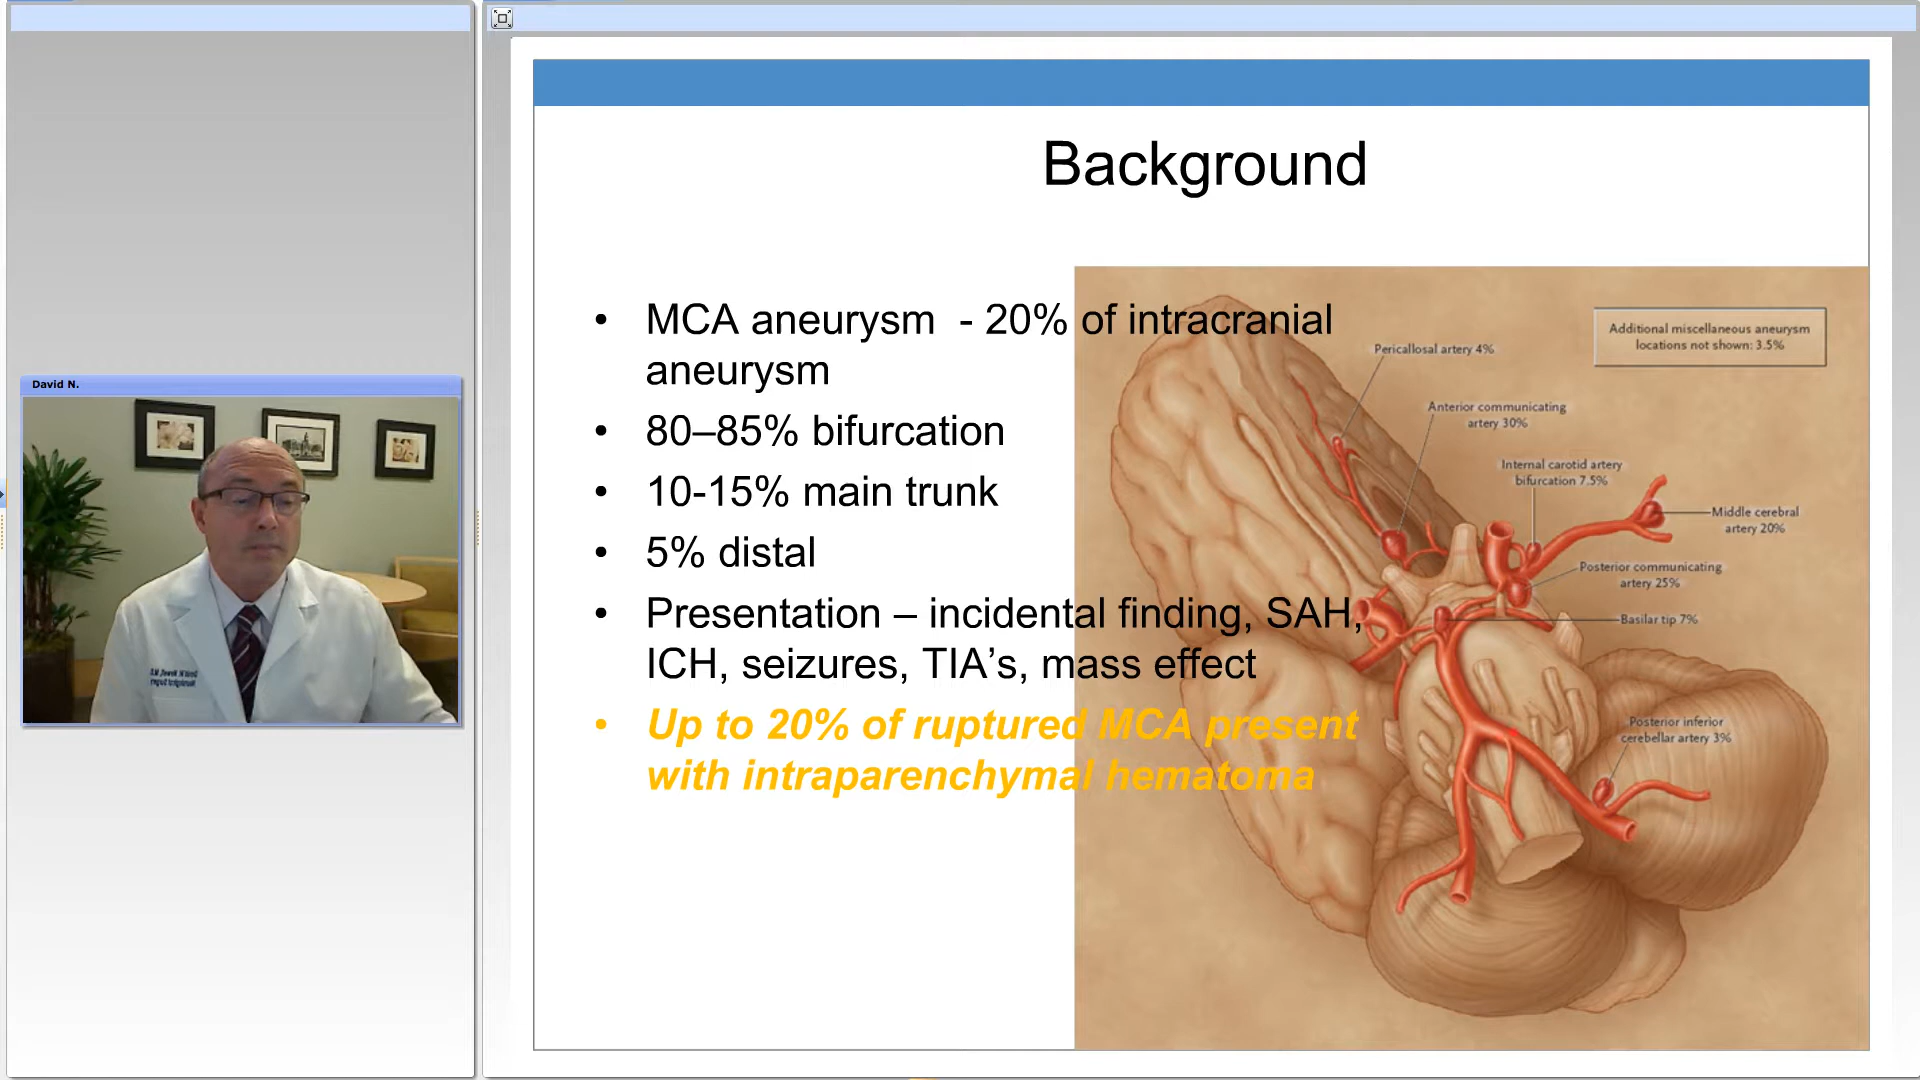 David N.
Background
• MCA aneurysm - 20% of intracranial
aneurysm
• 80–85% bifurcation
• 10-15% main trunk
• 5% distal
• Presentation – incidental finding, SAH,
ICH, seizures, TIA’s, mass effect
• Up to 20% of ruptured MCA present
with intraparenchymal hematoma
Additional miscellaneous aneurysm
locations not shown: 3.5%
Pericallosal artery 4%
Anterior communicating
artery 30%
Internal carotid artery
bifurcation 7.5%
Middle cerebral
artery 20%
Posterior communicating
artery 25%
Basilar tip 7%
Posterior inferior
cerebellar artery 3%